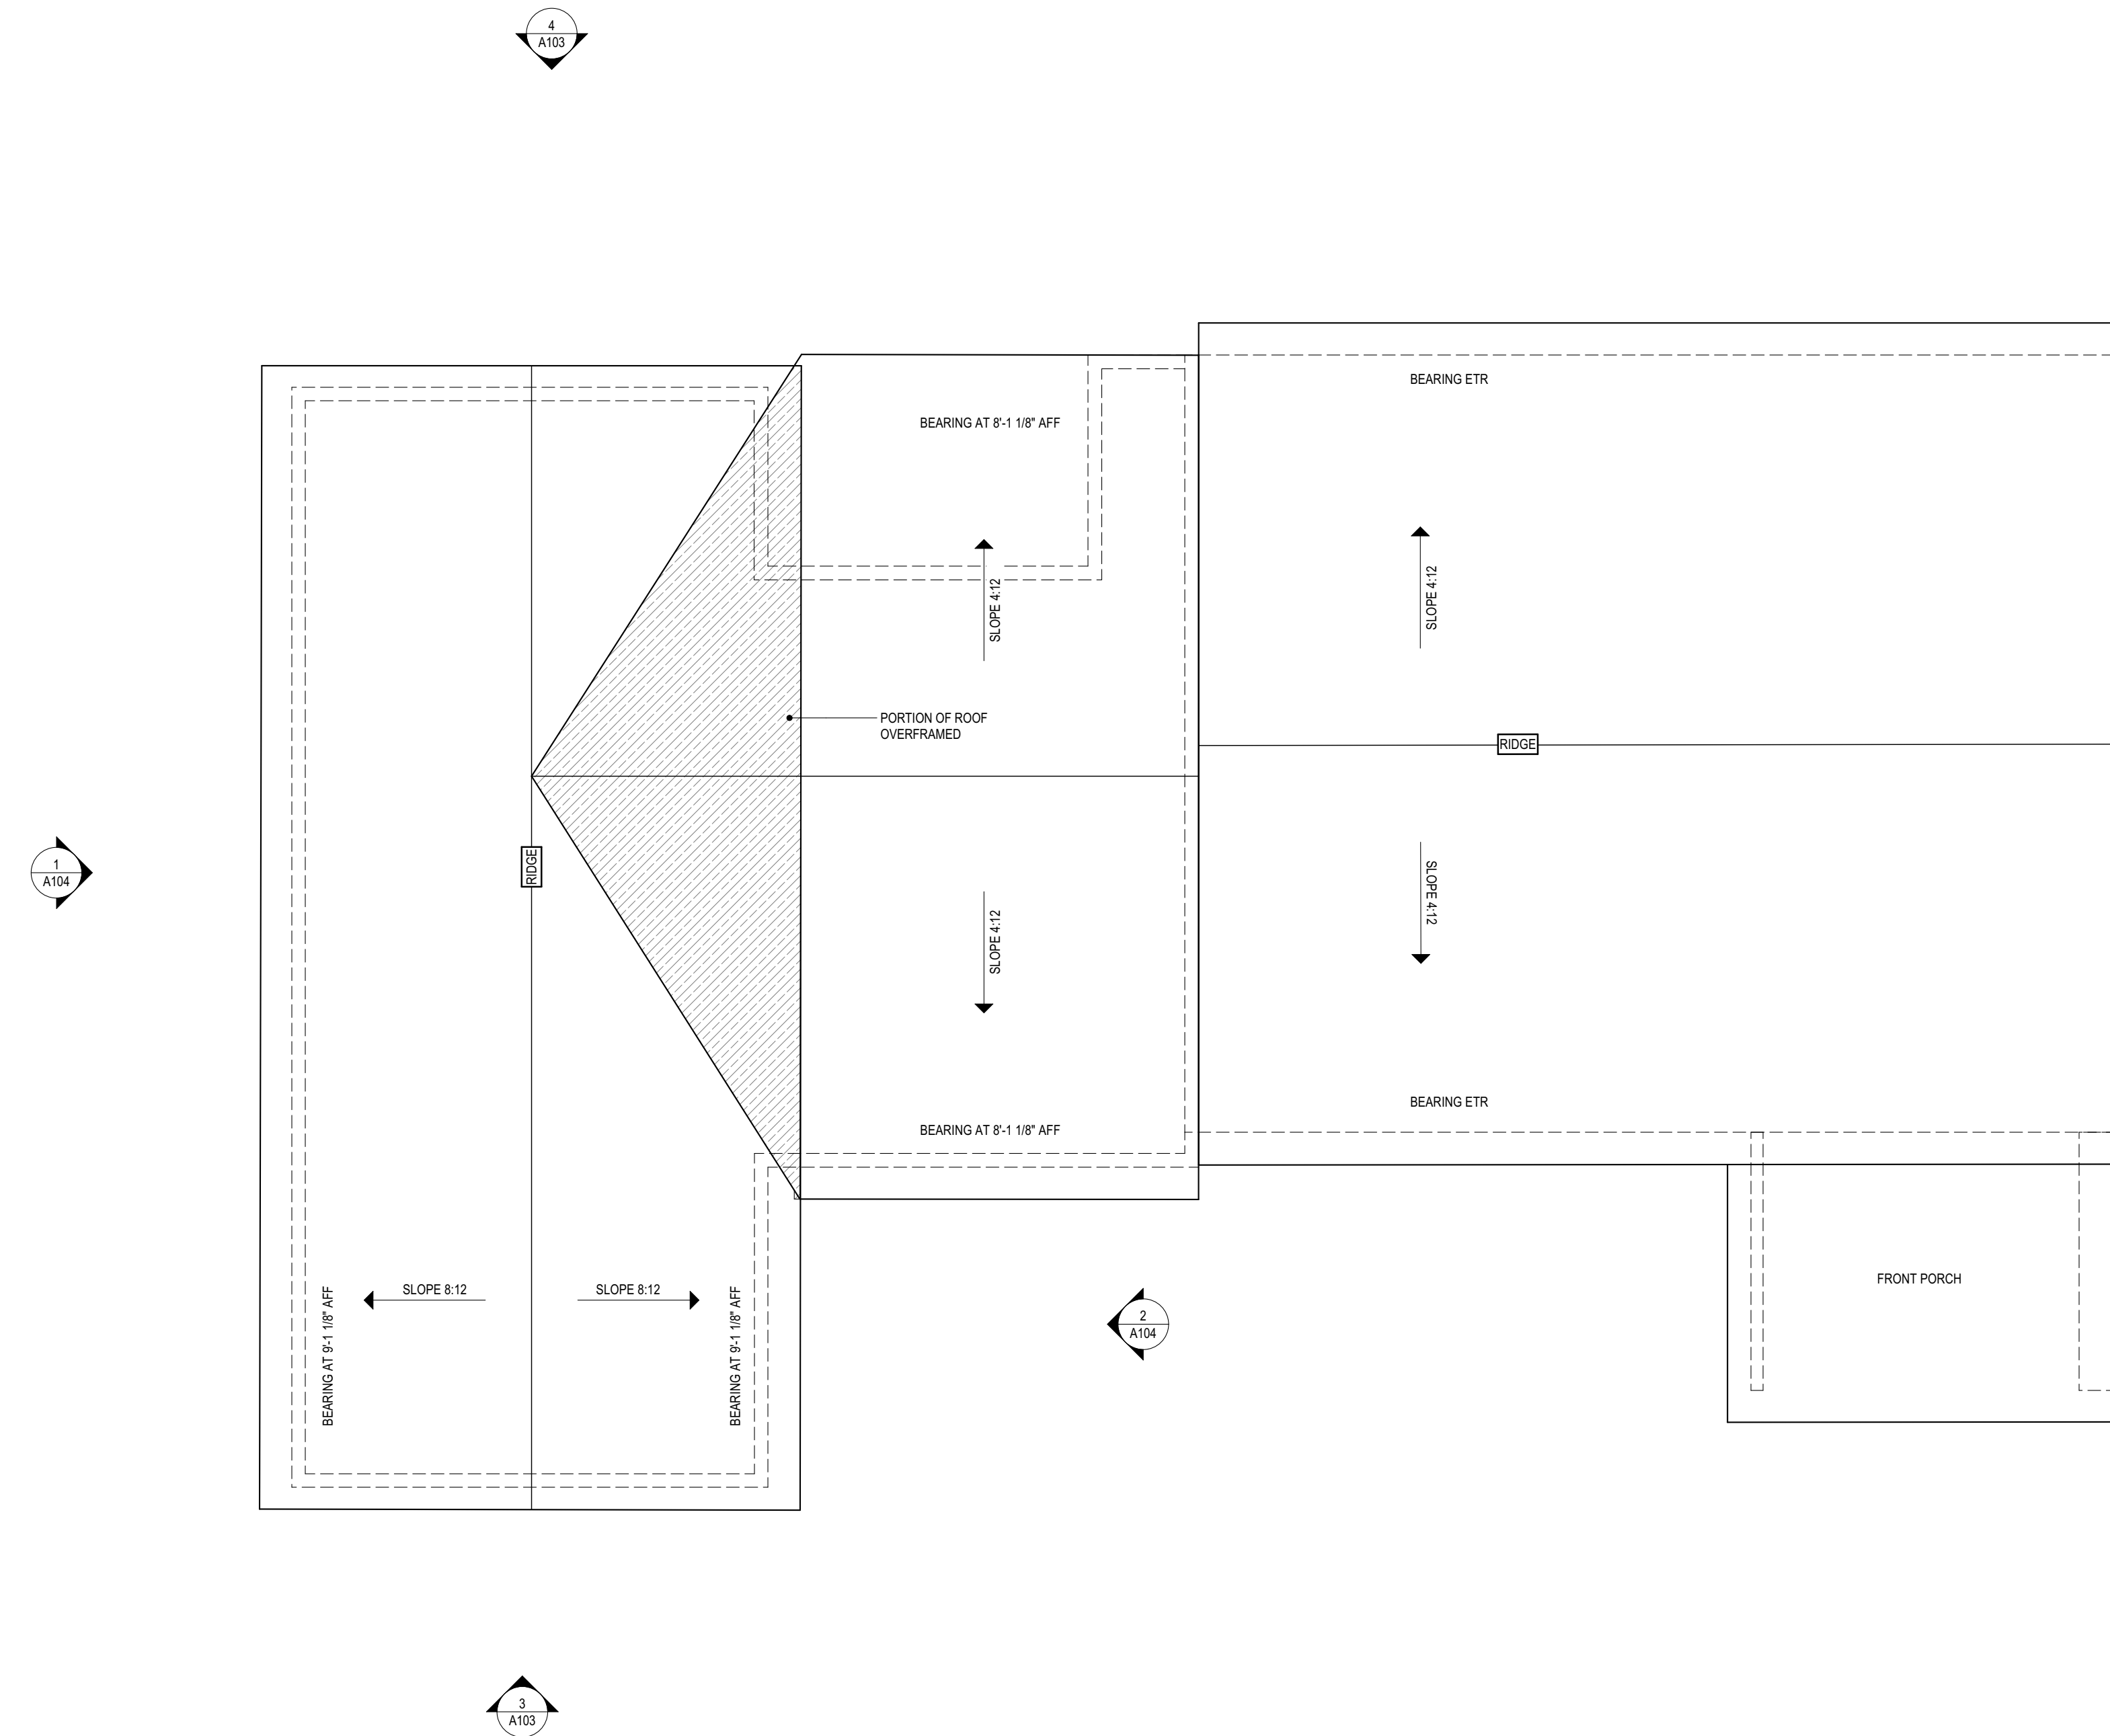 4
A103
BEARING ETR
BEARING AT 8'-1 1/8" AFF
SLOPE 4:12
SLOPE 4:12
PORTION OF ROOF
OVERFRAMED
RIDGE
RIDGE
1
A104
SLOPE 4:12
SLOPE 4:12
BEARING ETR
BEARING AT 8'-1 1/8" AFF
FRONT PORCH
SLOPE 8:12
SLOPE 8:12
BEARING AT 9'-1 1/8" AFF
BEARING AT 9'-1 1/8" AFF
2
A104
3
A103